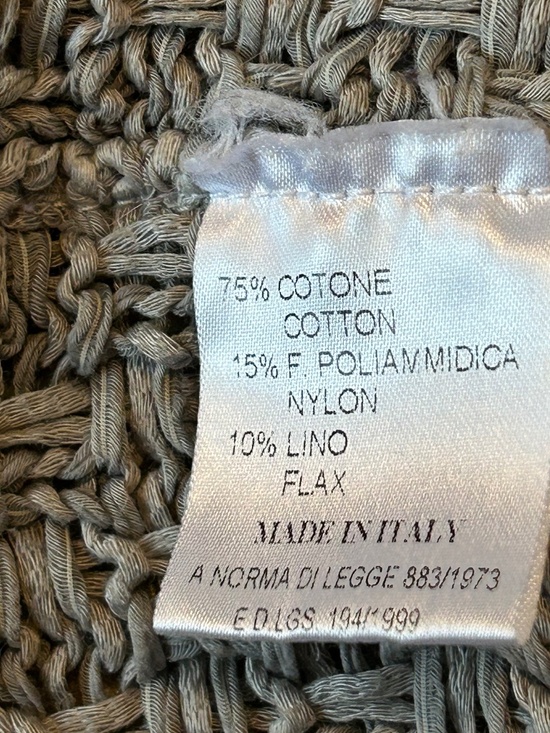 75% COTONE
COTTON
15% F. POLIAMMIDICA
NYLON
10% LINO
FLAX
MADE IN ITALY
A NORMA DI LEGGE 883/1973
E D.LGS. 194/1999